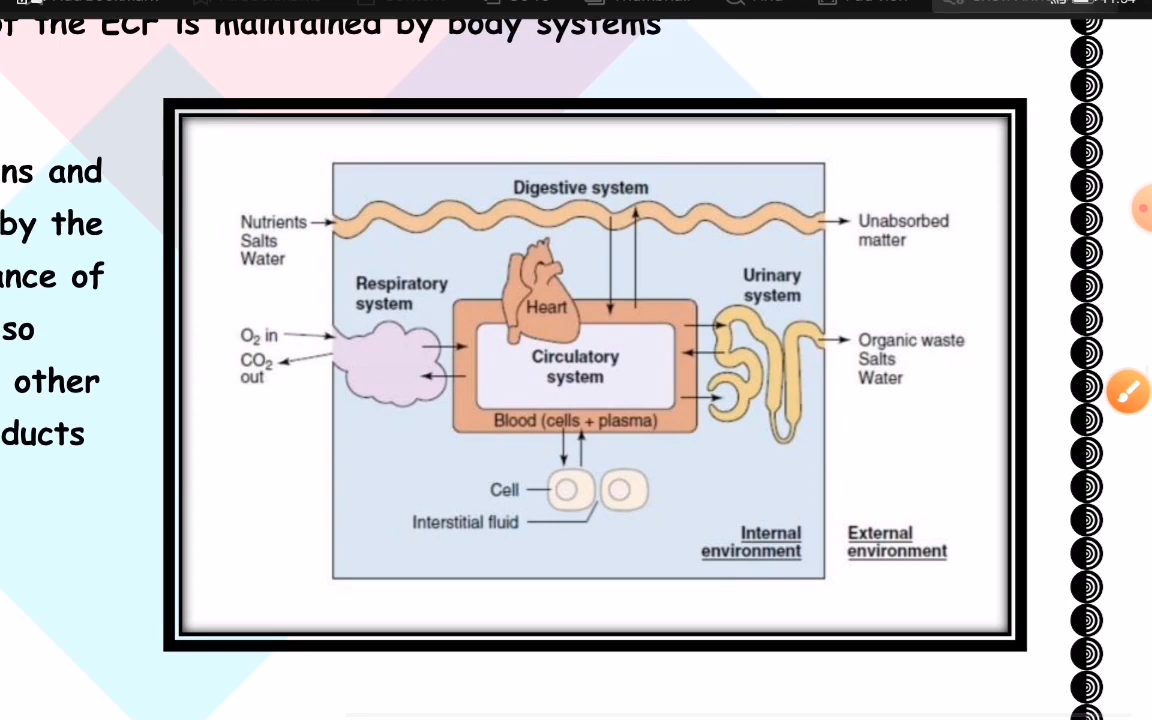 of the ECF is maintained by body systems
ns and
by the
ance of
so
other
ducts
Digestive system
Nutrients
Salts
Water
Unabsorbed
matter
Respiratory
system
Urinary
system
Heart
O₂ in
CO₂
out
Circulatory
system
Organic waste
Salts
Water
Blood (cells + plasma)
Cell
Interstitial fluid
Internal
environment
External
environment